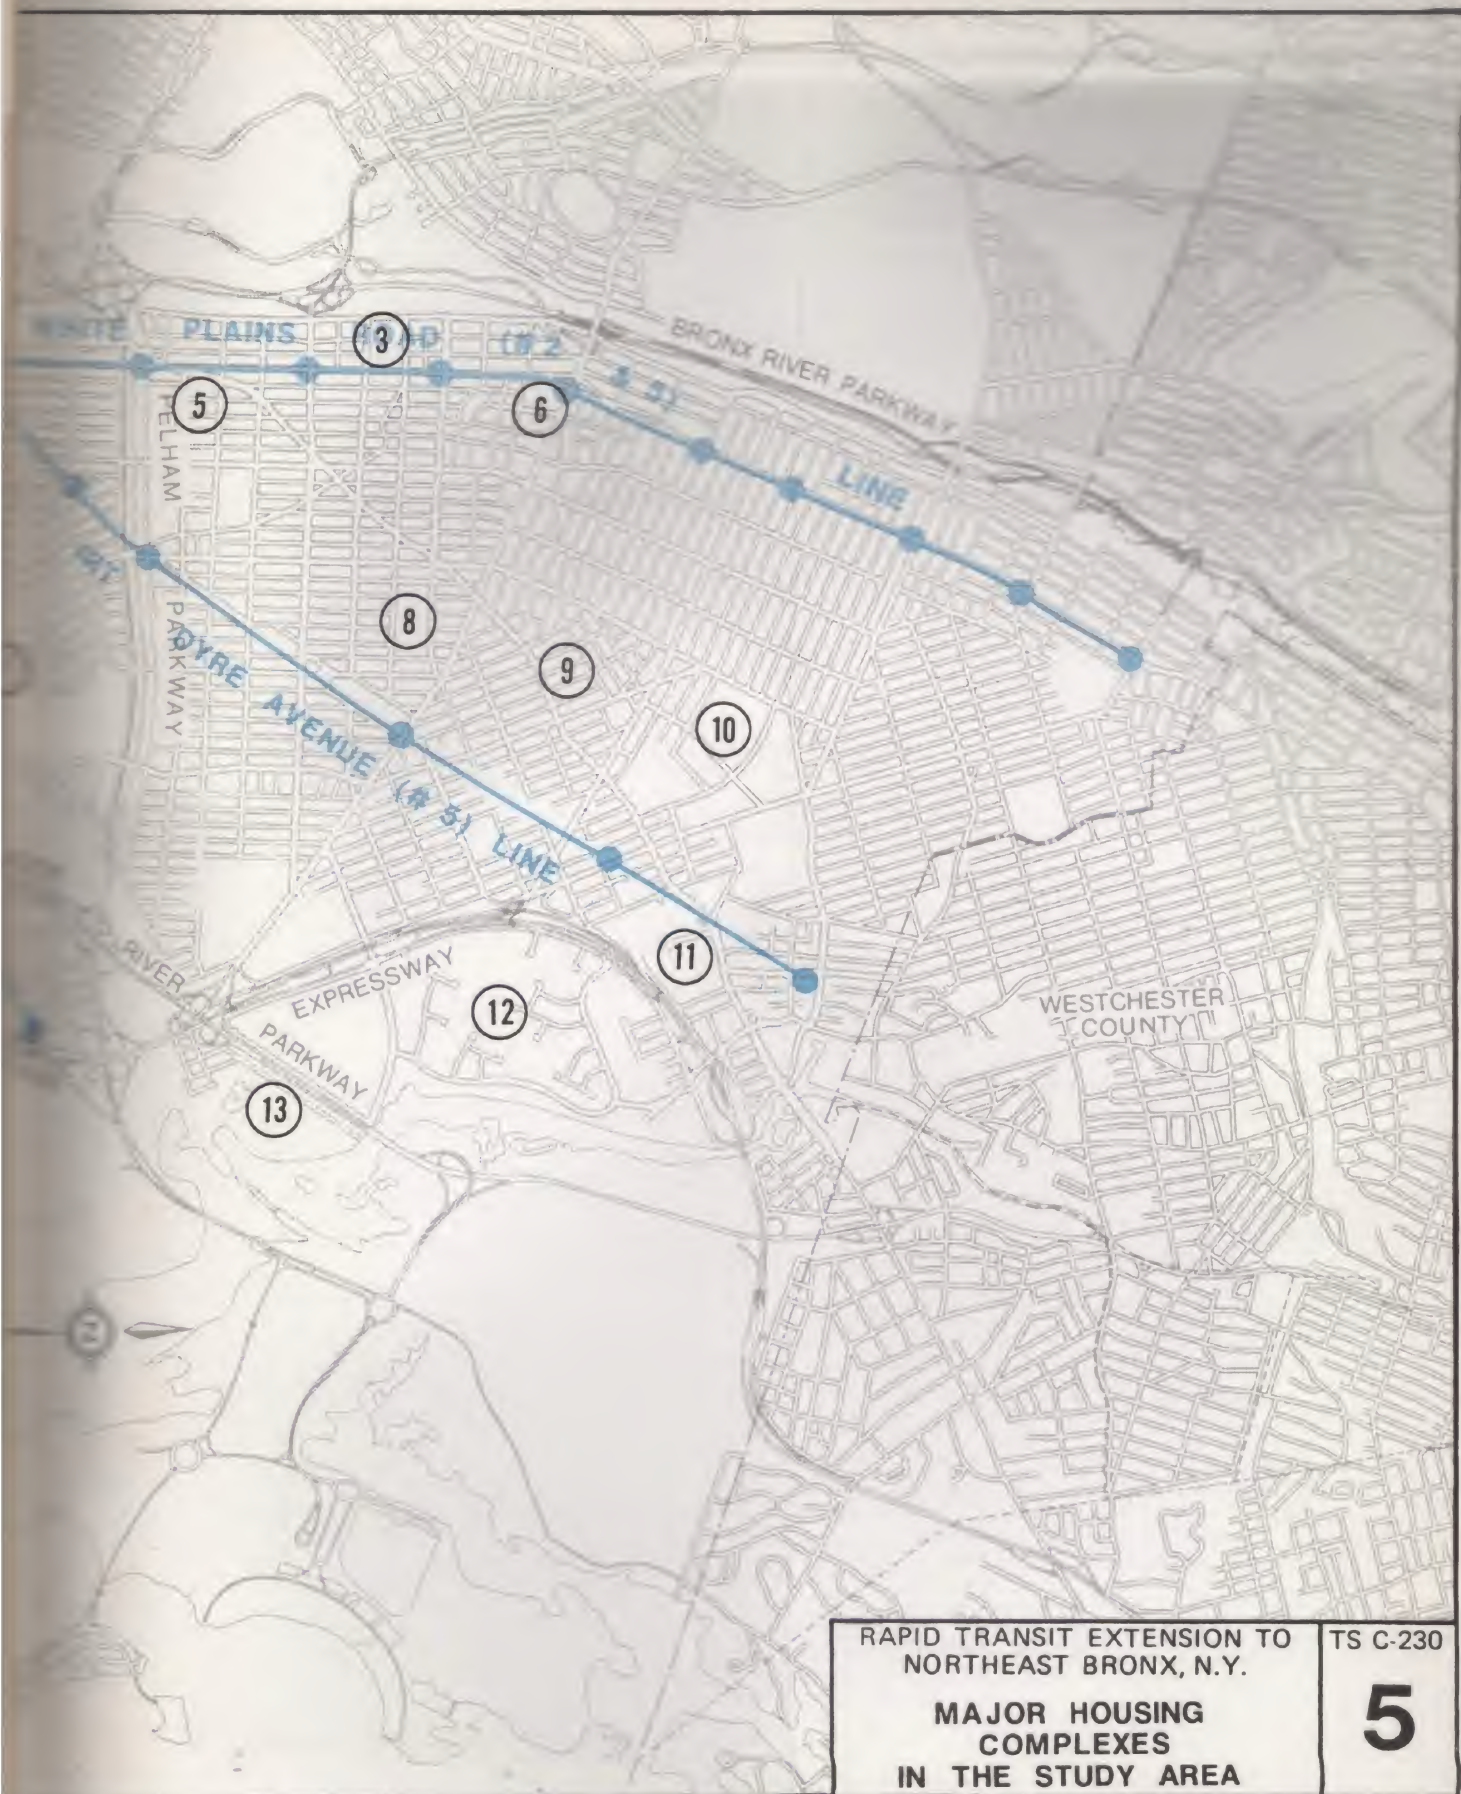 PLAINS ROAD (#2 & 5) LINE
BRONX RIVER PARKWAY
3
5
6
PELHAM PARKWAY
8
9
10
DYRE AVENUE (# 5) LINE
11
12
13
RIVER PARKWAY
EXPRESSWAY
WESTCHESTER
COUNTY
RAPID TRANSIT EXTENSION TO
NORTHEAST BRONX, N.Y.
MAJOR HOUSING
COMPLEXES
IN THE STUDY AREA
TS C-230
5